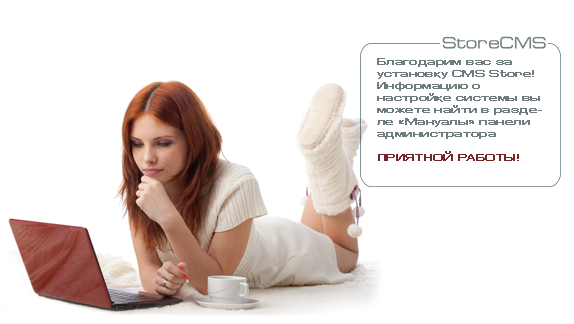 StoreCMS
Благодарим вас за
установку CMS Store!
Информацию о
настройке системы вы
можете найти в разде-
ле «Мануалы» панели
администратора
ПРИЯТНОЙ РАБОТЫ!